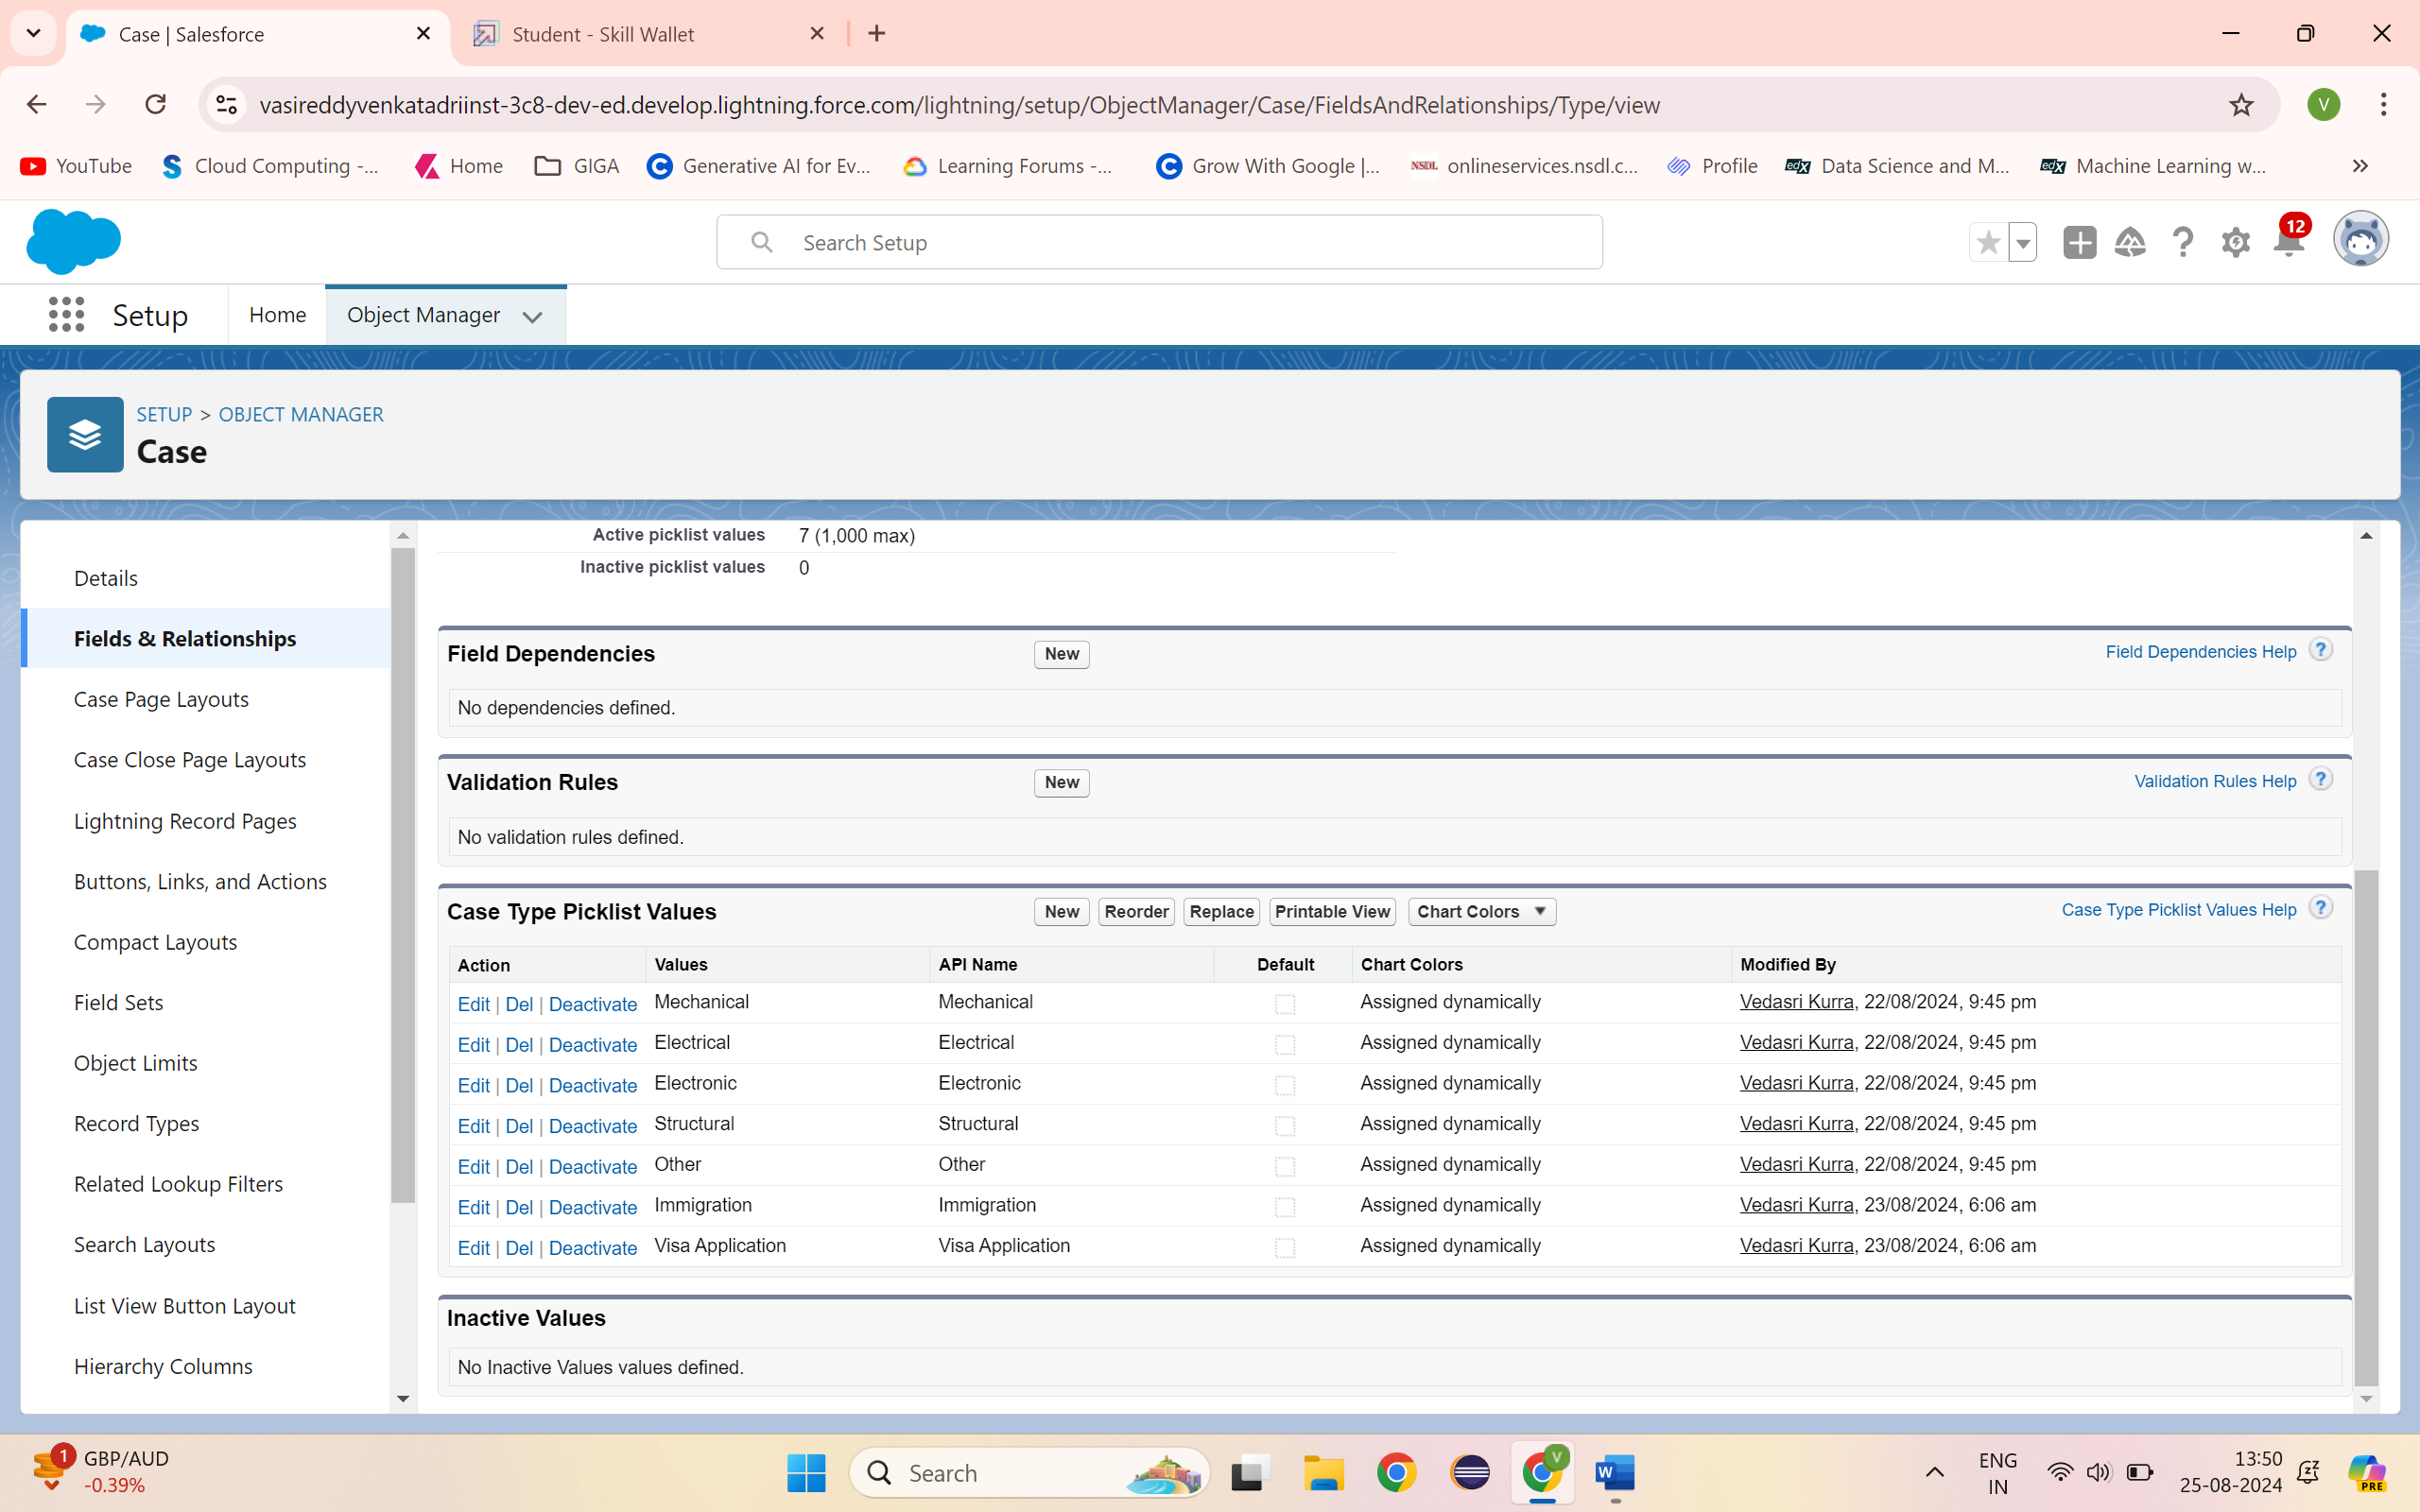 Case | Salesforce
Student - Skill Wallet
vasireddyvenkatadriinst-3c8-dev-ed.develop.lightning.force.com/lightning/setup/ObjectManager/Case/FieldsAndRelationships/Type/view
V
YouTube
Cloud Computing -...
Home
GIGA
Generative AI for Ev...
Learning Forums -...
Grow With Google |...
NSDL onlineservices.nsdl.c...
Profile
edX Data Science and M...
edX Machine Learning w...
Search Setup
12
Setup
Home
Object Manager
SETUP > OBJECT MANAGER
Case
Details
Fields & Relationships
Case Page Layouts
Case Close Page Layouts
Lightning Record Pages
Buttons, Links, and Actions
Compact Layouts
Field Sets
Object Limits
Record Types
Related Lookup Filters
Search Layouts
List View Button Layout
Hierarchy Columns
Active picklist values 7 (1,000 max)
Inactive picklist values 0
Field Dependencies New Field Dependencies Help ?
No dependencies defined.
Validation Rules New Validation Rules Help ?
No validation rules defined.
Case Type Picklist Values New Reorder Replace Printable View Chart Colors ▼ Case Type Picklist Values Help ?
Action Values API Name Default Chart Colors Modified By
Edit | Del | Deactivate Mechanical Mechanical Assigned dynamically Vedasri Kurra, 22/08/2024, 9:45 pm
Edit | Del | Deactivate Electrical Electrical Assigned dynamically Vedasri Kurra, 22/08/2024, 9:45 pm
Edit | Del | Deactivate Electronic Electronic Assigned dynamically Vedasri Kurra, 22/08/2024, 9:45 pm
Edit | Del | Deactivate Structural Structural Assigned dynamically Vedasri Kurra, 22/08/2024, 9:45 pm
Edit | Del | Deactivate Other Other Assigned dynamically Vedasri Kurra, 22/08/2024, 9:45 pm
Edit | Del | Deactivate Immigration Immigration Assigned dynamically Vedasri Kurra, 23/08/2024, 6:06 am
Edit | Del | Deactivate Visa Application Visa Application Assigned dynamically Vedasri Kurra, 23/08/2024, 6:06 am
Inactive Values
No Inactive Values values defined.
1
GBP/AUD
-0.39%
Search
V
W
ENG
IN
13:50
25-08-2024
PRE